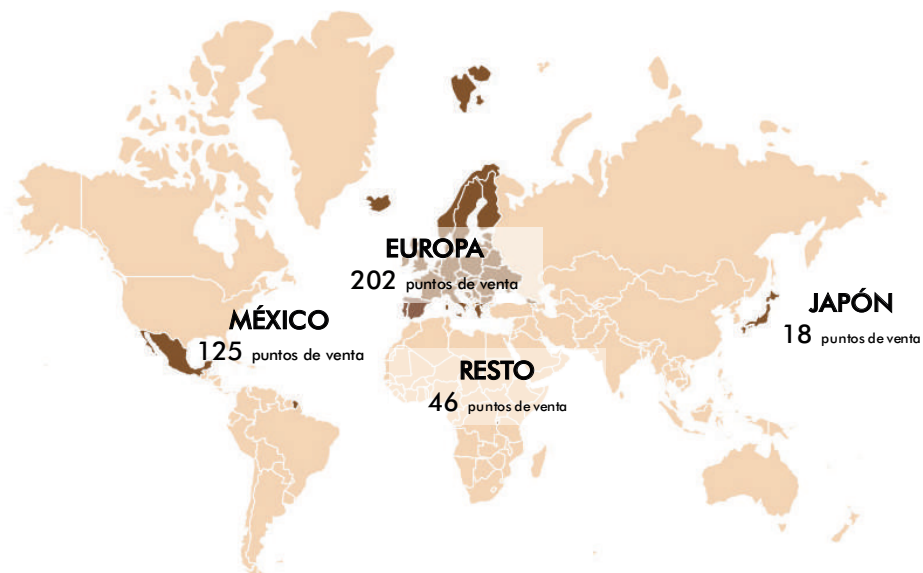 EUROPA
202 puntos de venta
MÉXICO
125 puntos de venta
JAPÓN
18 puntos de venta
RESTO
46 puntos de venta